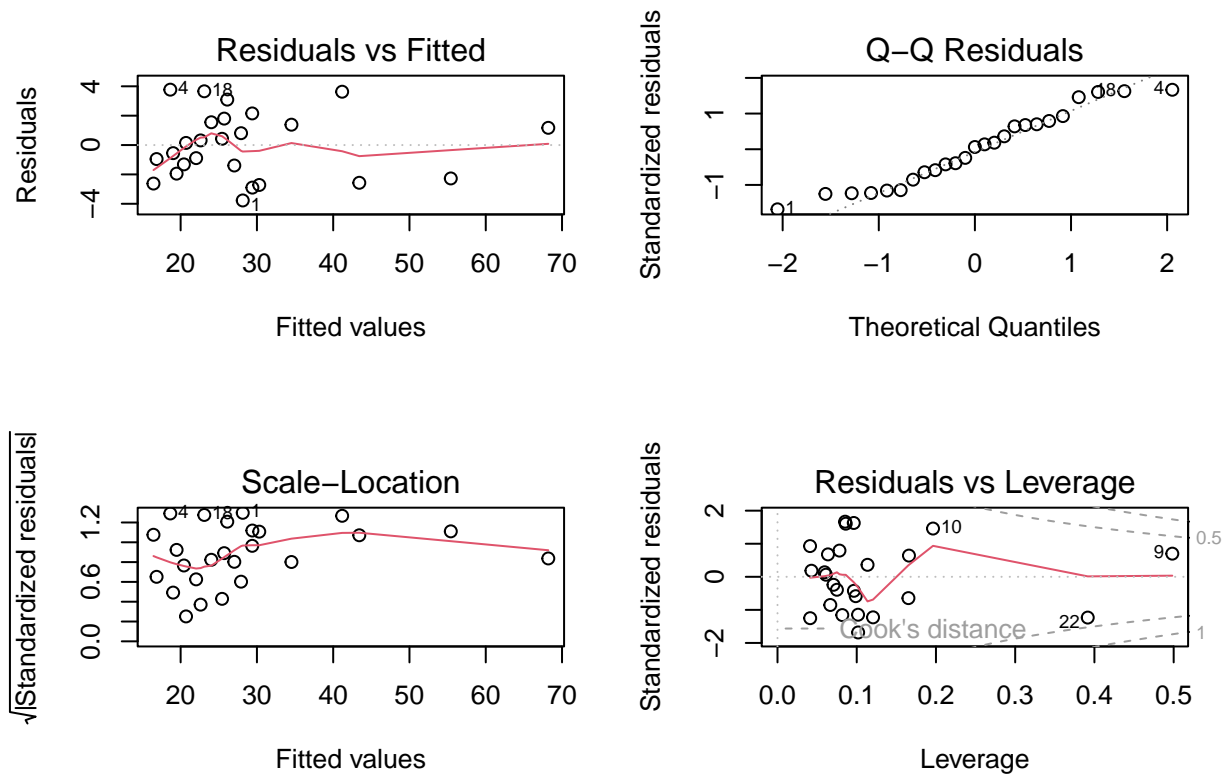 Residuals vs Fitted
Residuals
4
0
−4
4
18
1
20 30 40 50 60 70
Fitted values
Q−Q Residuals
Standardized residuals
1
−1
1
18
4
−2 −1 0 1 2
Theoretical Quantiles
Scale−Location
√|Standardized residuals|
1.2
0.6
0.0
4
18
1
20 30 40 50 60 70
Fitted values
Residuals vs Leverage
Standardized residuals
2
0
−2
10
9
22
Cook's distance
0.5
1
0.0 0.1 0.2 0.3 0.4 0.5
Leverage